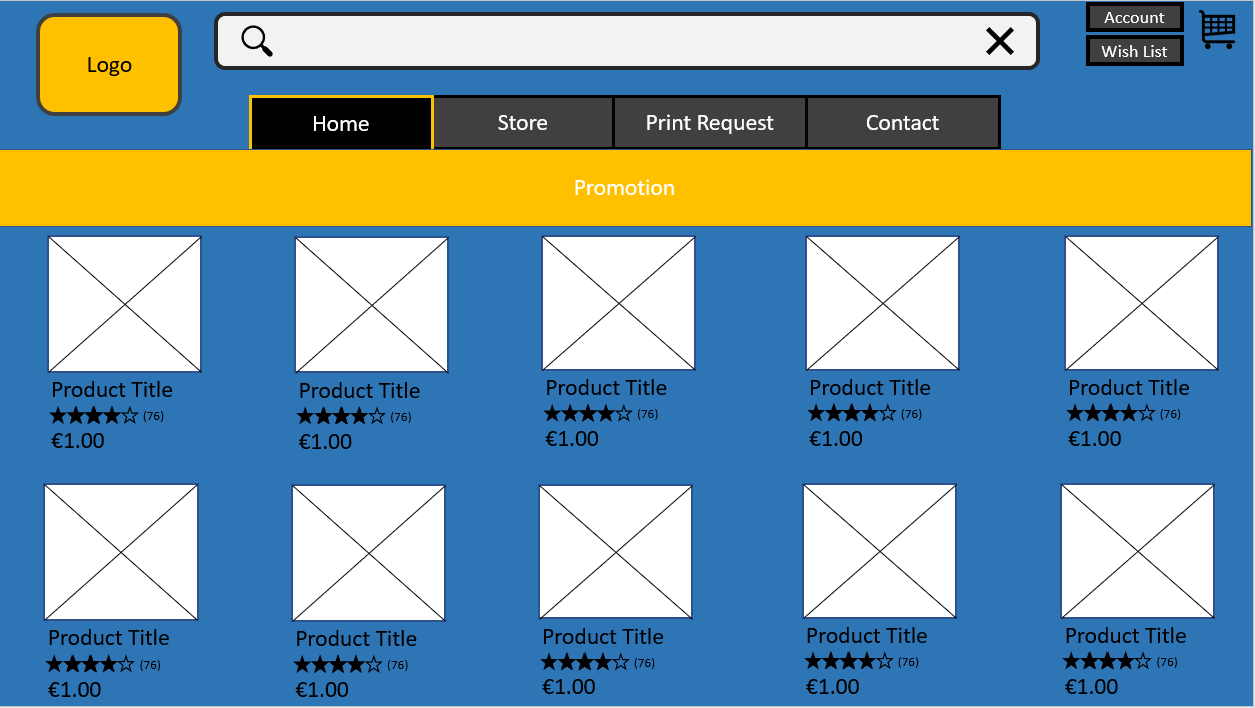 Logo
Account
Wish List
Home
Store
Print Request
Contact
Promotion
Product Title
★★★★☆ (76)
€1.00
Product Title
★★★★☆ (76)
€1.00
Product Title
★★★★☆ (76)
€1.00
Product Title
★★★★☆ (76)
€1.00
Product Title
★★★★☆ (76)
€1.00
Product Title
★★★★☆ (76)
€1.00
Product Title
★★★★☆ (76)
€1.00
Product Title
★★★★☆ (76)
€1.00
Product Title
★★★★☆ (76)
€1.00
Product Title
★★★★☆ (76)
€1.00